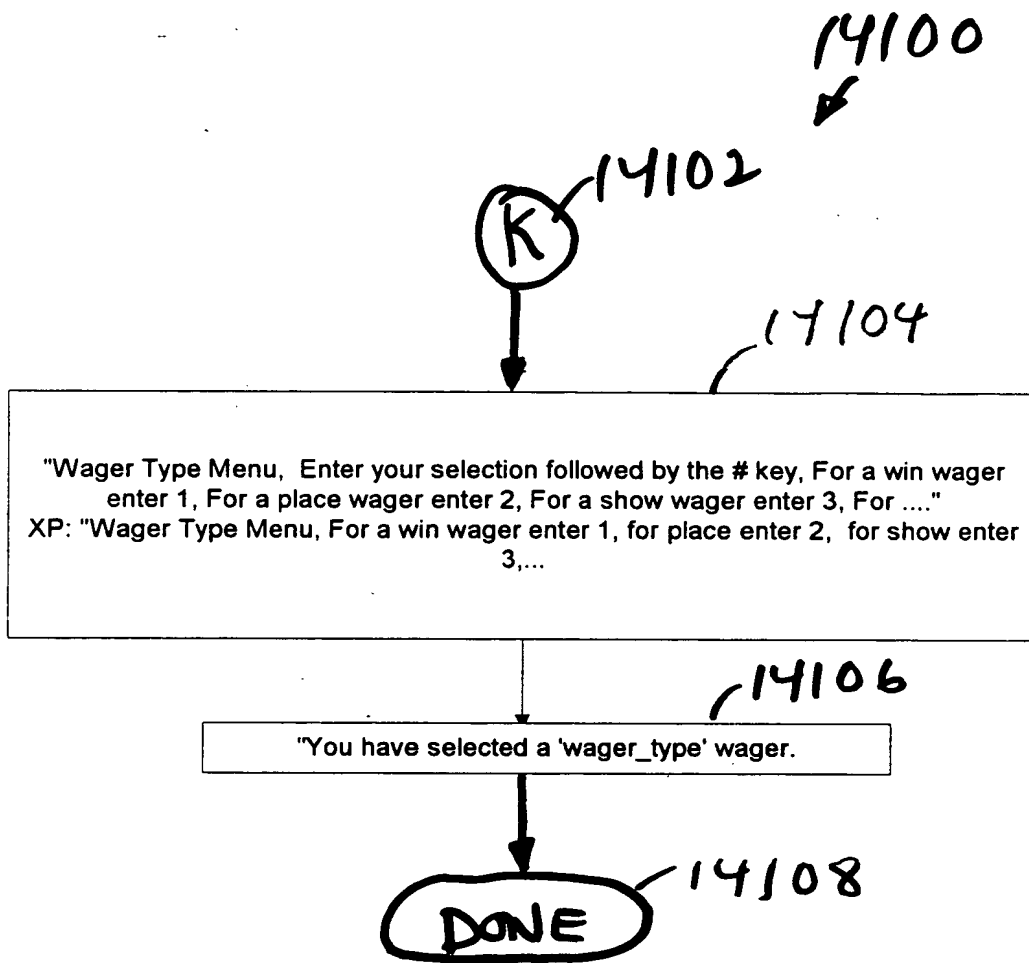 14100
14102
K
14104
"Wager Type Menu, Enter your selection followed by the # key, For a win wager
enter 1, For a place wager enter 2, For a show wager enter 3, For ...."
XP: "Wager Type Menu, For a win wager enter 1, for place enter 2, for show enter
3,...
14106
"You have selected a 'wager_type' wager.
14108
DONE